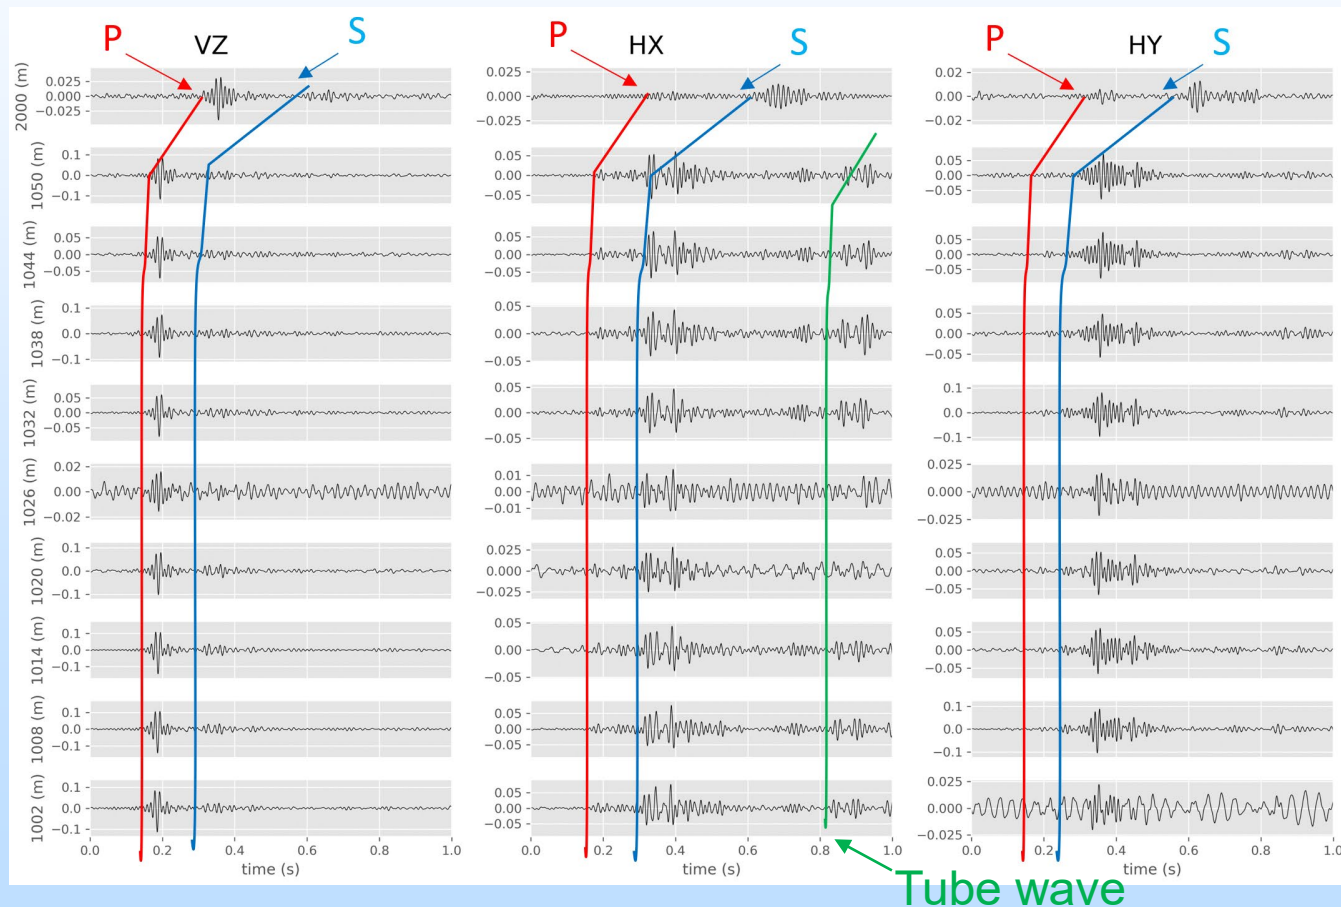 P VZ S P HX S P HY S
2000 (m) 0.025 0.000 −0.025 0.025 0.000 −0.025 0.02 0.00 −0.02
1050 (m) 0.1 0.0 −0.1 0.05 0.00 −0.05 0.05 0.00 −0.05
1044 (m) 0.05 0.00 −0.05 0.05 0.00 −0.05 0.05 0.00 −0.05
1038 (m) 0.1 0.0 −0.1 0.05 0.00 −0.05 0.05 0.00 −0.05
1032 (m) 0.05 0.00 −0.05 0.05 0.00 −0.05 0.1 0.0 −0.1
1026 (m) 0.02 0.00 −0.02 0.01 0.00 −0.01 0.025 0.000 −0.025
1020 (m) 0.1 0.0 −0.1 0.025 0.000 −0.025 0.05 0.00 −0.05
1014 (m) 0.1 0.0 −0.1 0.05 0.00 −0.05 0.05 0.00 −0.05
1008 (m) 0.1 0.0 −0.1 0.05 0.00 −0.05 0.1 0.0 −0.1
1002 (m) 0.1 0.0 −0.1 0.05 0.00 −0.05 0.025 0.000 −0.025
0.0 0.2 0.4 0.6 0.8 1.0 0.0 0.2 0.4 0.6 0.8 1.0 0.0 0.2 0.4 0.6 0.8 1.0
time (s) time (s) time (s)
Tube wave